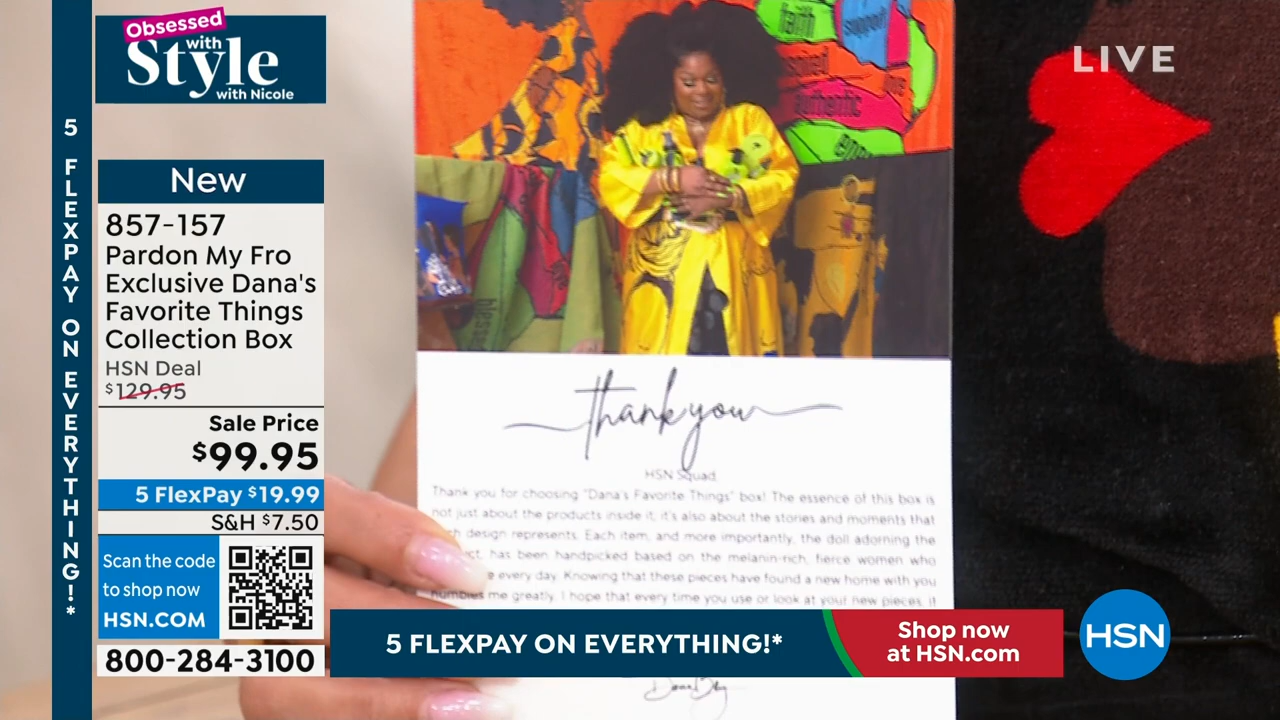 Obsessed
with
Style
with Nicole
LIVE
5 FLEXPAY ON EVERYTHING!*
New
857-157
Pardon My Fro
Exclusive Dana's
Favorite Things
Collection Box
HSN Deal
$129.95
Sale Price
$99.95
5 FlexPay $19.99
S&H $7.50
Scan the code
to shop now
HSN.COM
800-284-3100
faith
support
authentic
blessed
thank you
HSN Squad,
Thank you for choosing "Dana's Favorite Things" box! The essence of this box is
not just about the products inside it; it's also about the stories and moments that
design represents. Each item, and more importantly, the doll adorning the
has been handpicked based on the melanin-rich, fierce women who
every day. Knowing that these pieces have found a new home with you
humbles me greatly. I hope that every time you use or look at your new pieces, it
5 FLEXPAY ON EVERYTHING!*
Shop now
at HSN.com
HSN